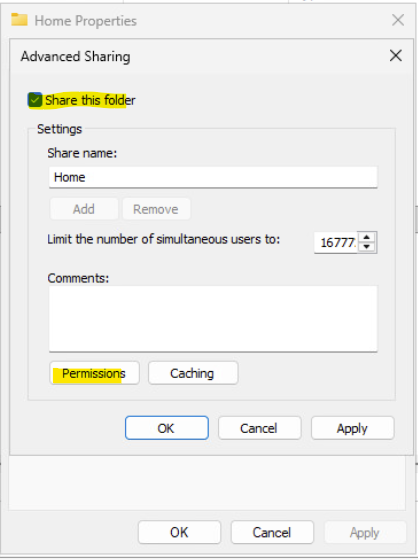 Home Properties
Advanced Sharing
Share this folder
Settings
Share name:
Home
Add Remove
Limit the number of simultaneous users to: 16777
Comments:
Permissions Caching
OK Cancel Apply
OK Cancel Apply